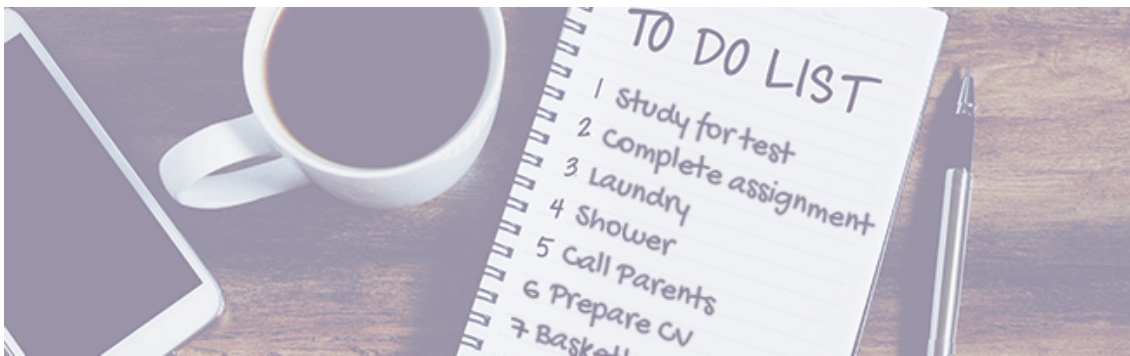 TO DO LIST
1 Study for test
2 Complete assignment
3 Laundry
4 Shower
5 Call Parents
6 Prepare CV
7